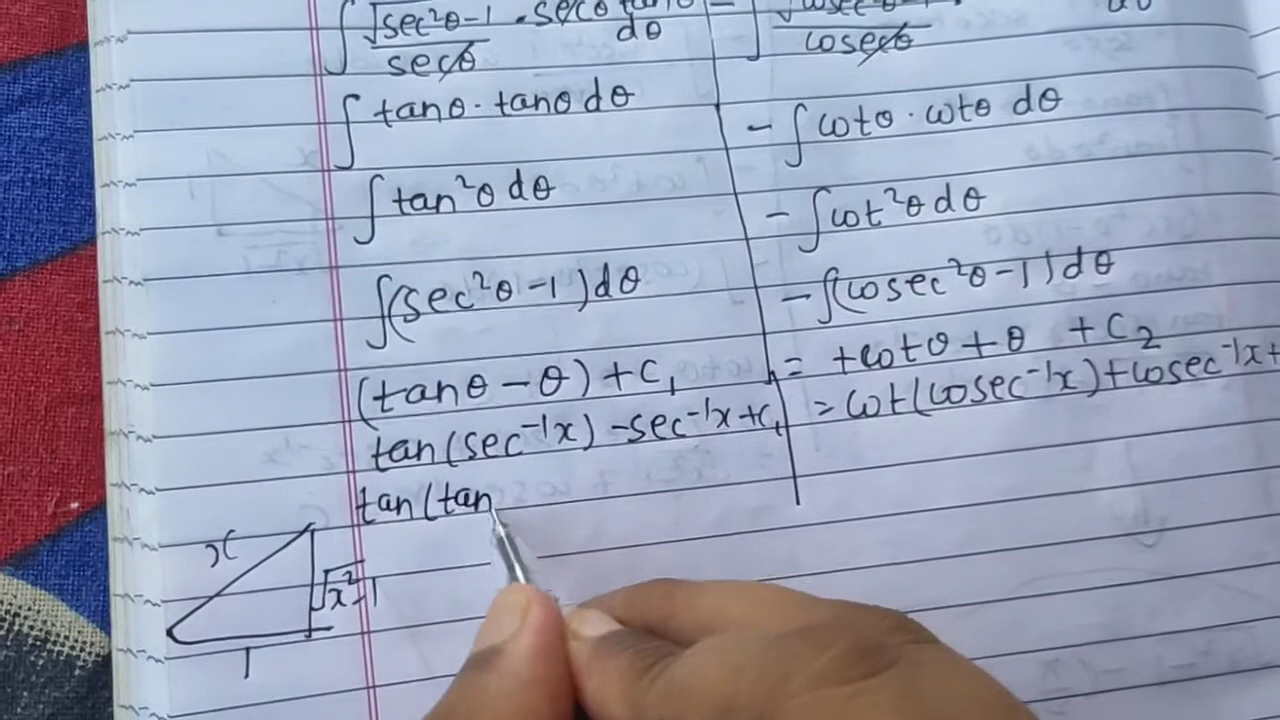 ∫ √sec²θ-1 / secθ · secθ tanθ dθ = ∫
cosecθ
∫ tanθ · tanθ dθ - ∫ cotθ · cotθ dθ
∫ tan²θ dθ - ∫ cot²θ dθ
∫(sec²θ -1)dθ - ∫(cosec²θ -1)dθ
(tanθ - θ) + C₁ = +cotθ + θ + C₂
tan(sec⁻¹x) - sec⁻¹x + C₁ = cot(cosec⁻¹x) + cosec⁻¹x +
tan(tan
x
√x²-1
1